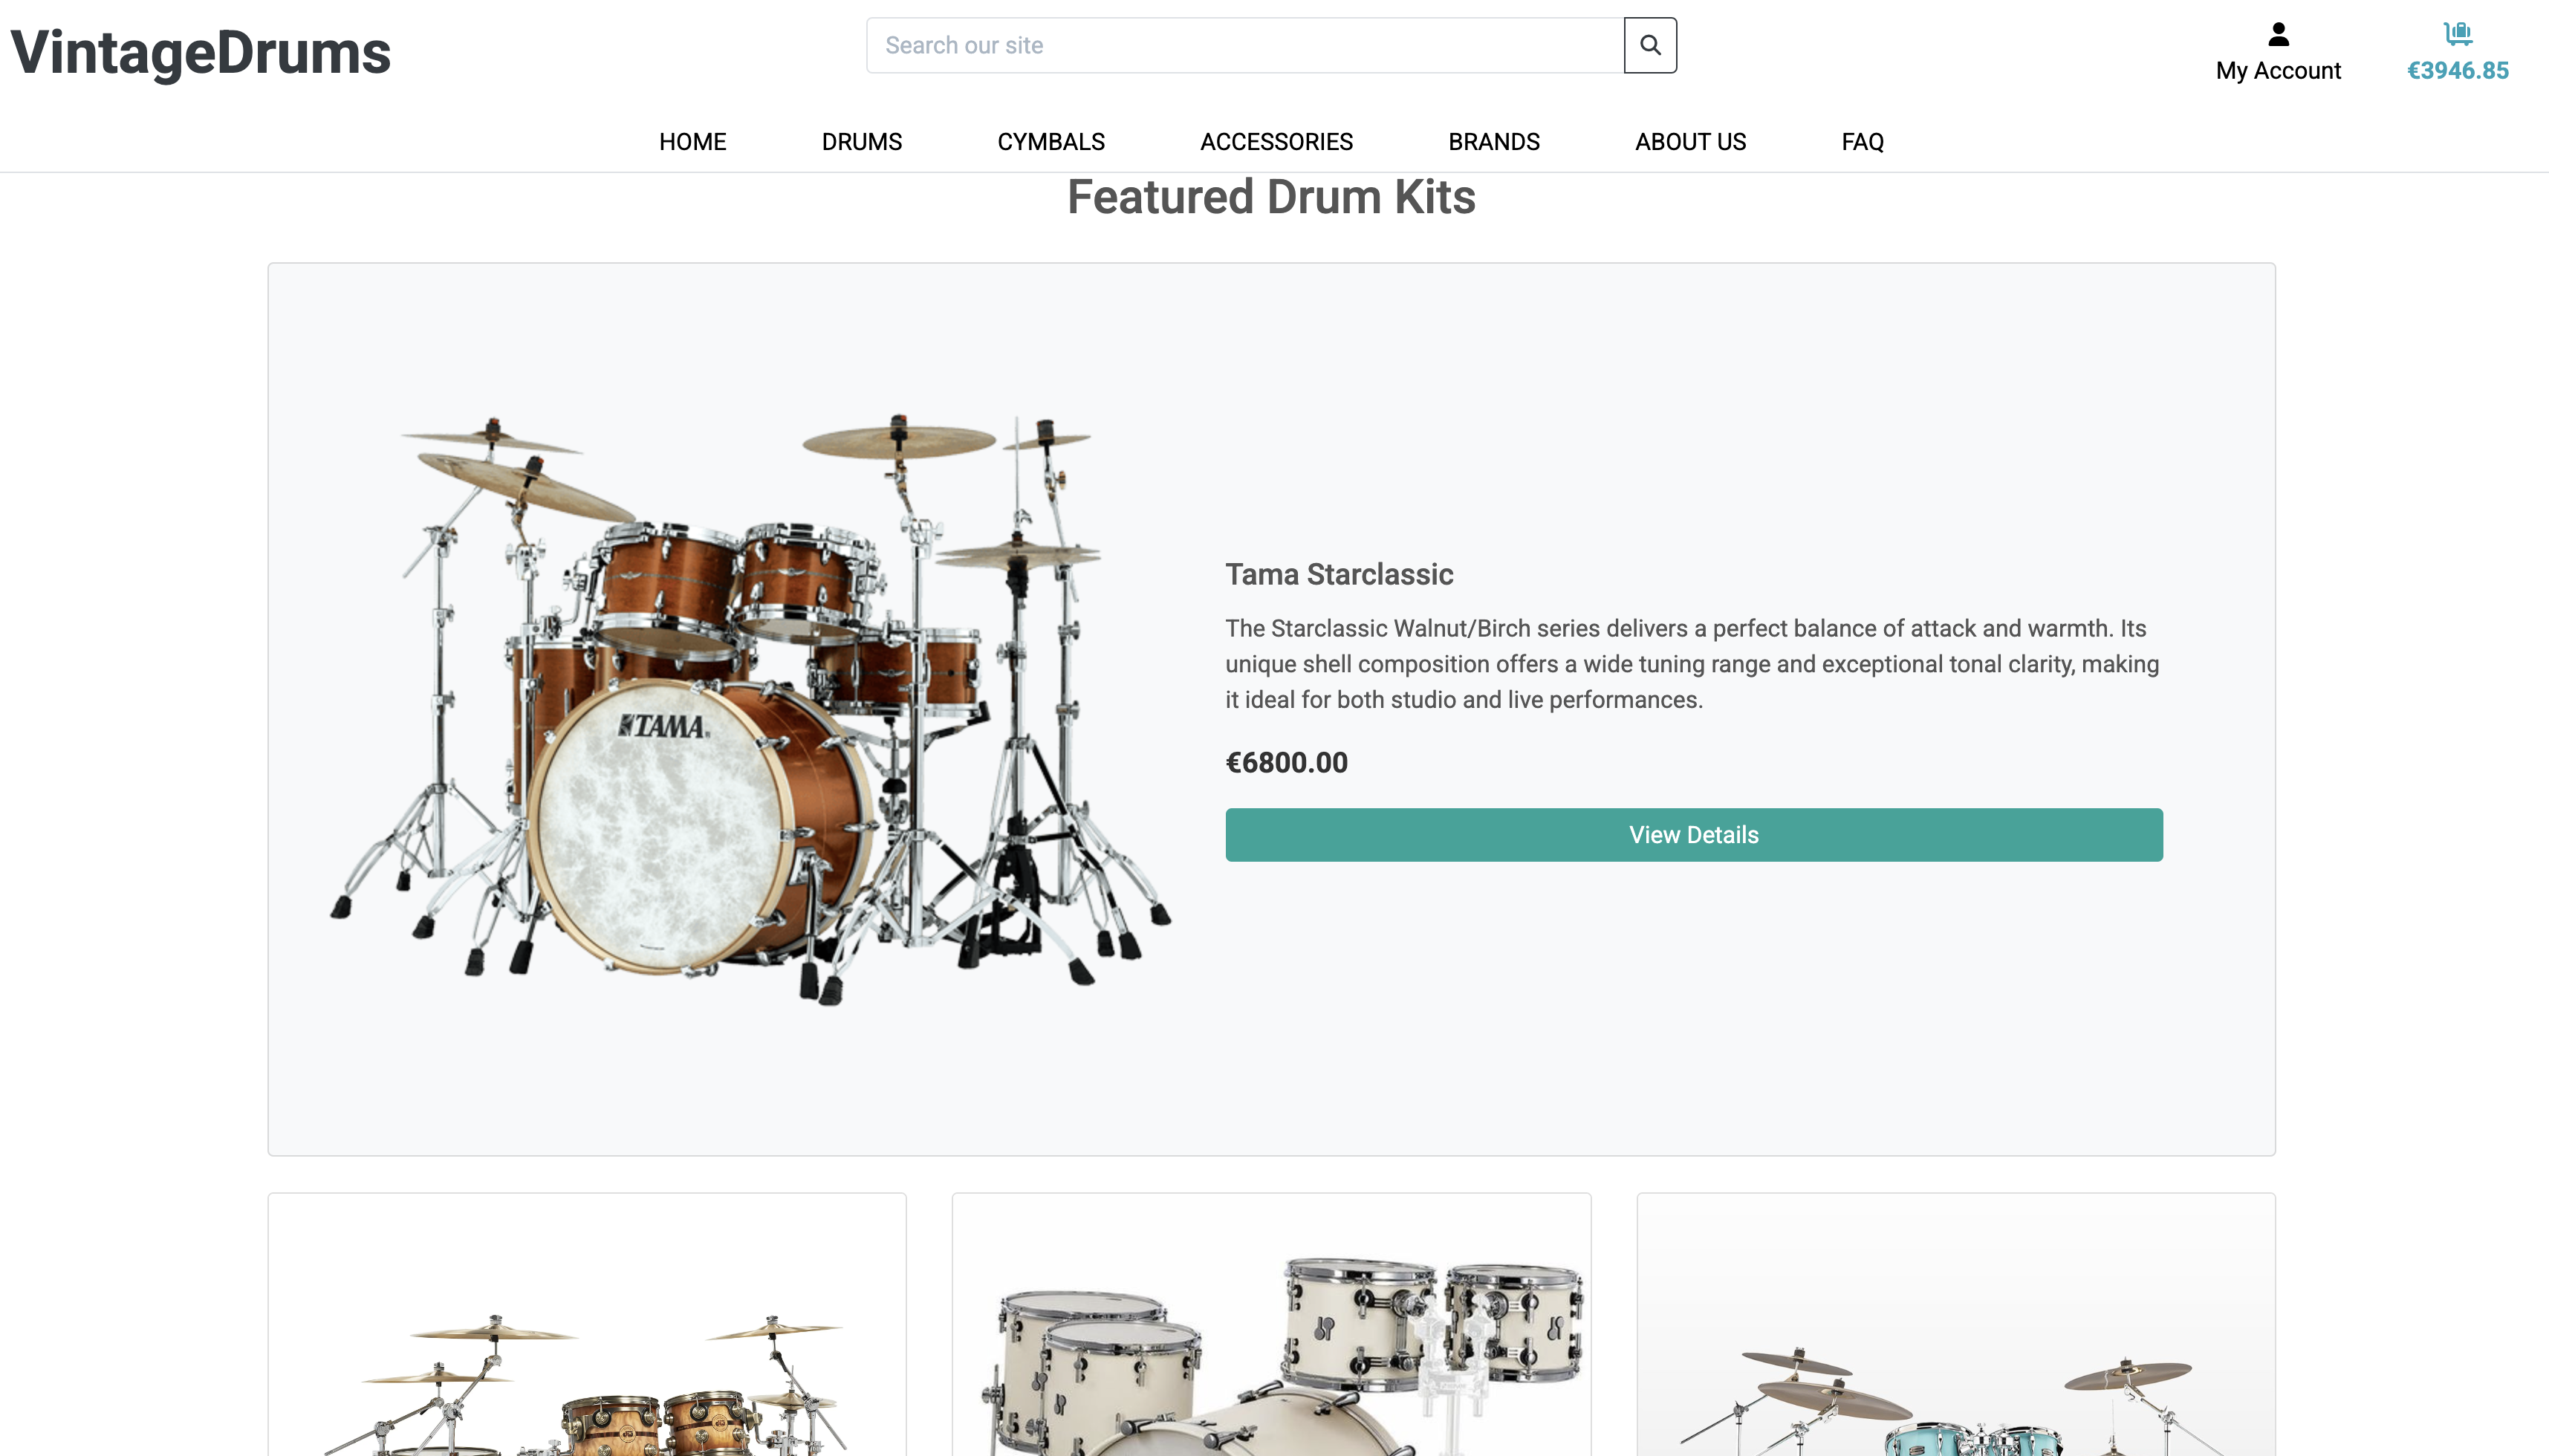 VintageDrums
Search our site
My Account
€3946.85
HOME
DRUMS
CYMBALS
ACCESSORIES
BRANDS
ABOUT US
FAQ
Featured Drum Kits
TAMA
Tama Starclassic
The Starclassic Walnut/Birch series delivers a perfect balance of attack and warmth. Its
unique shell composition offers a wide tuning range and exceptional tonal clarity, making
it ideal for both studio and live performances.
€6800.00
View Details